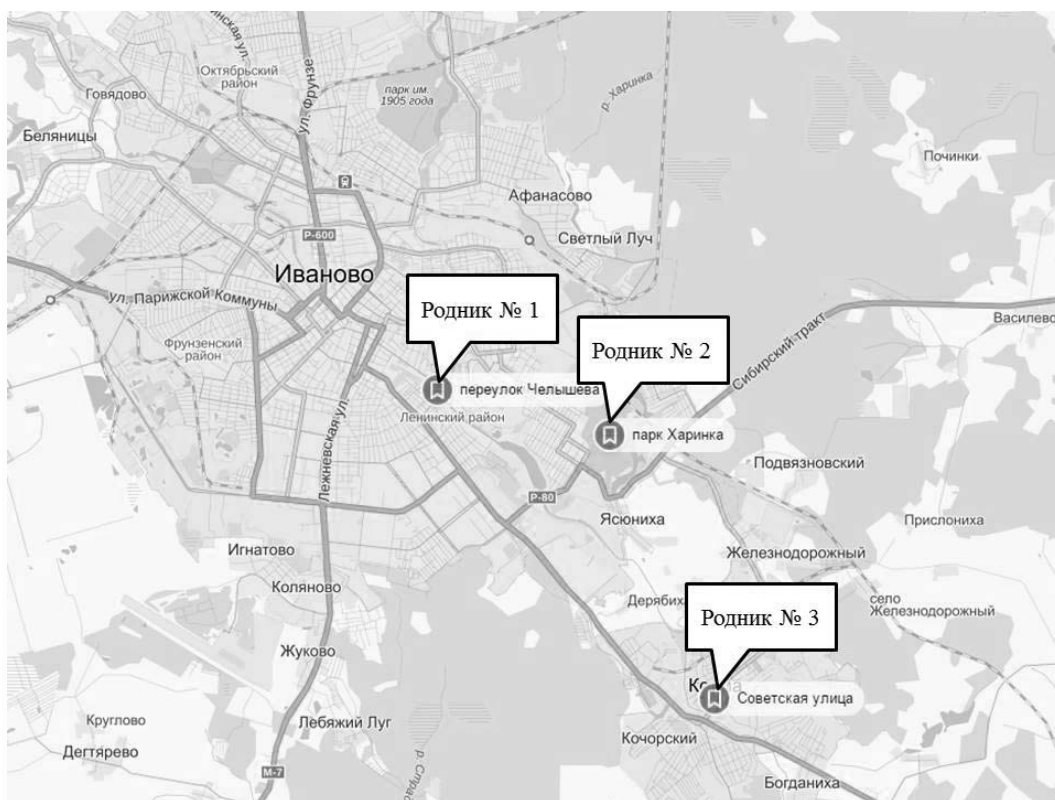 ул. Фрунзе
Октябрьский
район
Говядово
Беляницы
парк им.
1905 года
р. Харинка
Починки
Афанасово
Светлый Луч
Р-600
Иваново
ул. Парижской Коммуны
Фрунзенский
район
Родник № 1
Родник № 2
Василево
Сибирский тракт
переулок Челышева
Ленинский район
парк Харинка
Лежневская ул.
Подвязновский
Р-80
Ясюниха
Прислониха
Игнатово
Железнодорожный
Коляново
село
Железнодорожный
Родник № 3
Жуково
Советская улица
Круглово
Лебяжий Луг
Дегтярево
Кочорский
М-7
Богданиха